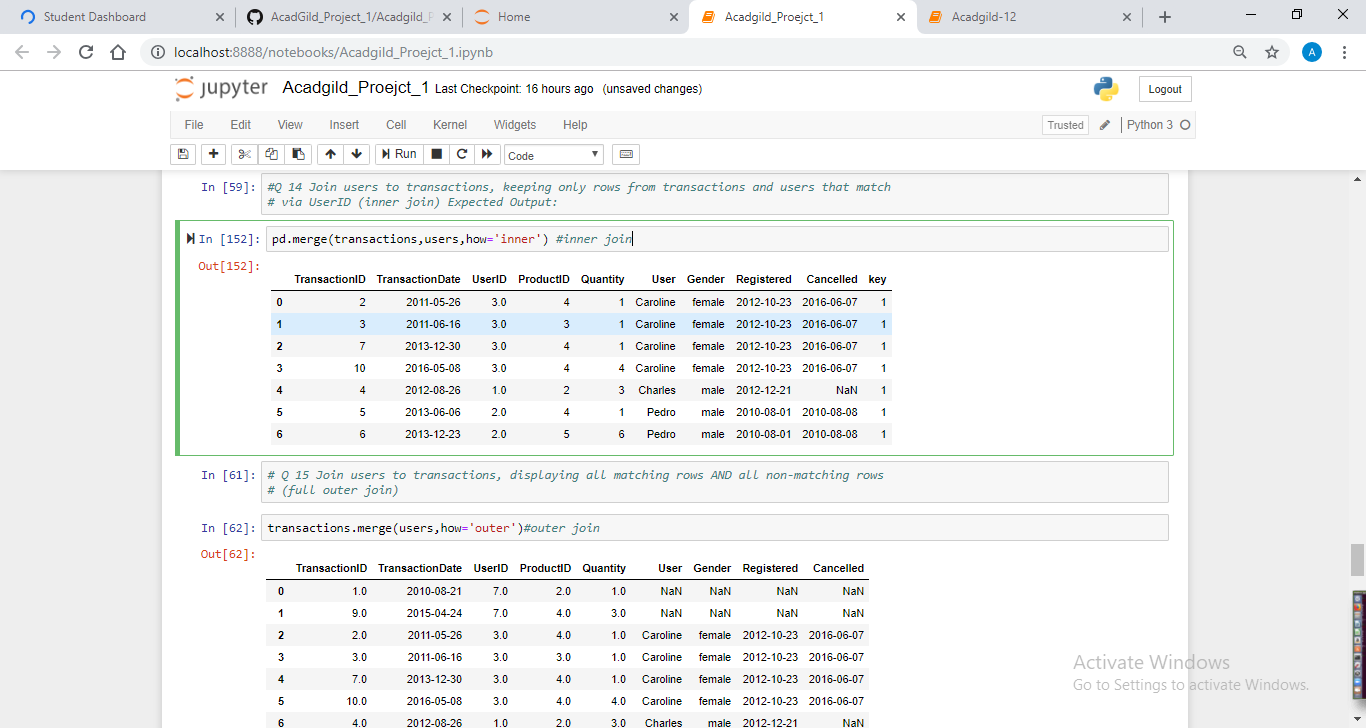 Student Dashboard
AcadGild_Project_1/Acadgild_P
Home
Acadgild_Proejct_1
Acadgild-12
localhost:8888/notebooks/Acadgild_Proejct_1.ipynb
A
jupyter Acadgild_Proejct_1 Last Checkpoint: 16 hours ago (unsaved changes)
Logout
File Edit View Insert Cell Kernel Widgets Help
Trusted Python 3
Run Code
In [59]: #Q 14 Join users to transactions, keeping only rows from transactions and users that match
# via UserID (inner join) Expected Output:
In [152]: pd.merge(transactions,users,how='inner') #inner join
Out[152]:
TransactionID TransactionDate UserID ProductID Quantity User Gender Registered Cancelled key
0 2 2011-05-26 3.0 4 1 Caroline female 2012-10-23 2016-06-07 1
1 3 2011-06-16 3.0 3 1 Caroline female 2012-10-23 2016-06-07 1
2 7 2013-12-30 3.0 4 1 Caroline female 2012-10-23 2016-06-07 1
3 10 2016-05-08 3.0 4 4 Caroline female 2012-10-23 2016-06-07 1
4 4 2012-08-26 1.0 2 3 Charles male 2012-12-21 NaN 1
5 5 2013-06-06 2.0 4 1 Pedro male 2010-08-01 2010-08-08 1
6 6 2013-12-23 2.0 5 6 Pedro male 2010-08-01 2010-08-08 1
In [61]: # Q 15 Join users to transactions, displaying all matching rows AND all non-matching rows
# (full outer join)
In [62]: transactions.merge(users,how='outer')#outer join
Out[62]:
TransactionID TransactionDate UserID ProductID Quantity User Gender Registered Cancelled
0 1.0 2010-08-21 7.0 2.0 1.0 NaN NaN NaN NaN
1 9.0 2015-04-24 7.0 4.0 3.0 NaN NaN NaN NaN
2 2.0 2011-05-26 3.0 4.0 1.0 Caroline female 2012-10-23 2016-06-07
3 3.0 2011-06-16 3.0 3.0 1.0 Caroline female 2012-10-23 2016-06-07
4 7.0 2013-12-30 3.0 4.0 1.0 Caroline female 2012-10-23 2016-06-07
5 10.0 2016-05-08 3.0 4.0 4.0 Caroline female 2012-10-23 2016-06-07
6 4.0 2012-08-26 1.0 2.0 3.0 Charles male 2012-12-21 NaN
Activate Windows
Go to Settings to activate Windows.